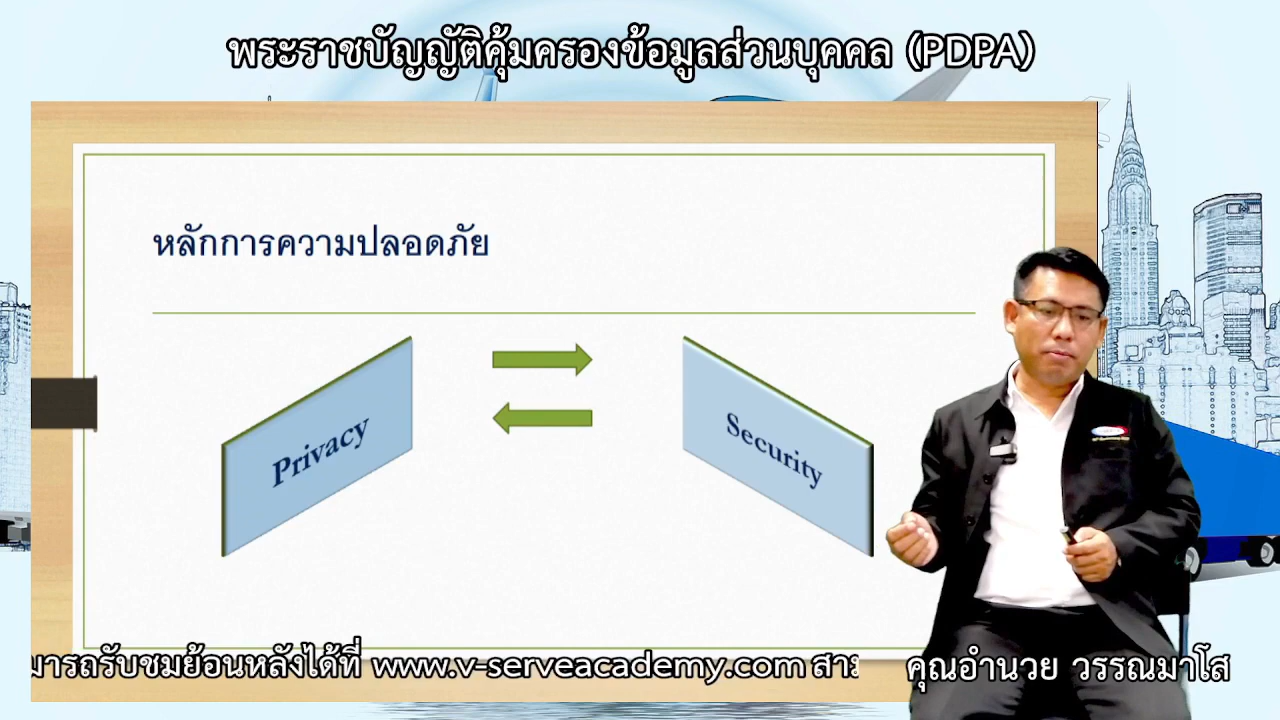 พระราชบัญญัติคุ้มครองข้อมูลส่วนบุคคล (PDPA)
หลักการความปลอดภัย
Privacy
Security
มารถรับชมย้อนหลังได้ที่ www.v-serveacademy.com สาม
คุณอำนวย วรรณมาโส